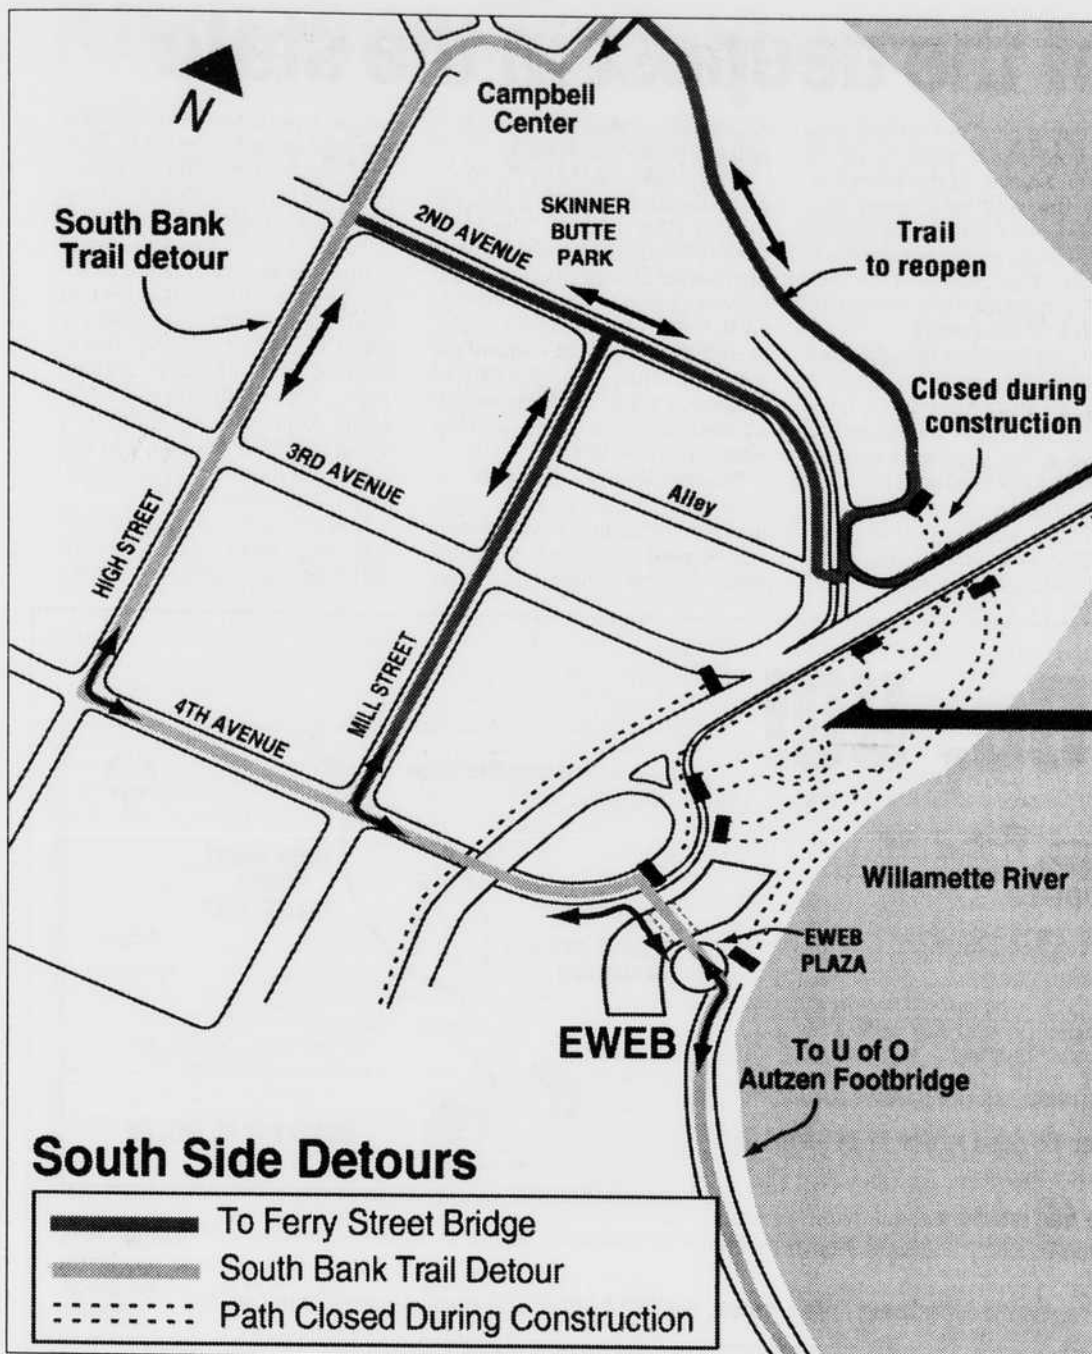 N
Campbell
Center
South Bank
Trail detour
2ND AVENUE
SKINNER
BUTTE
PARK
Trail
to reopen
Closed during
construction
3RD AVENUE
Alley
HIGH STREET
MILL STREET
4TH AVENUE
Willamette River
EWEB
PLAZA
EWEB
To U of O
Autzen Footbridge
South Side Detours
To Ferry Street Bridge
South Bank Trail Detour
Path Closed During Construction